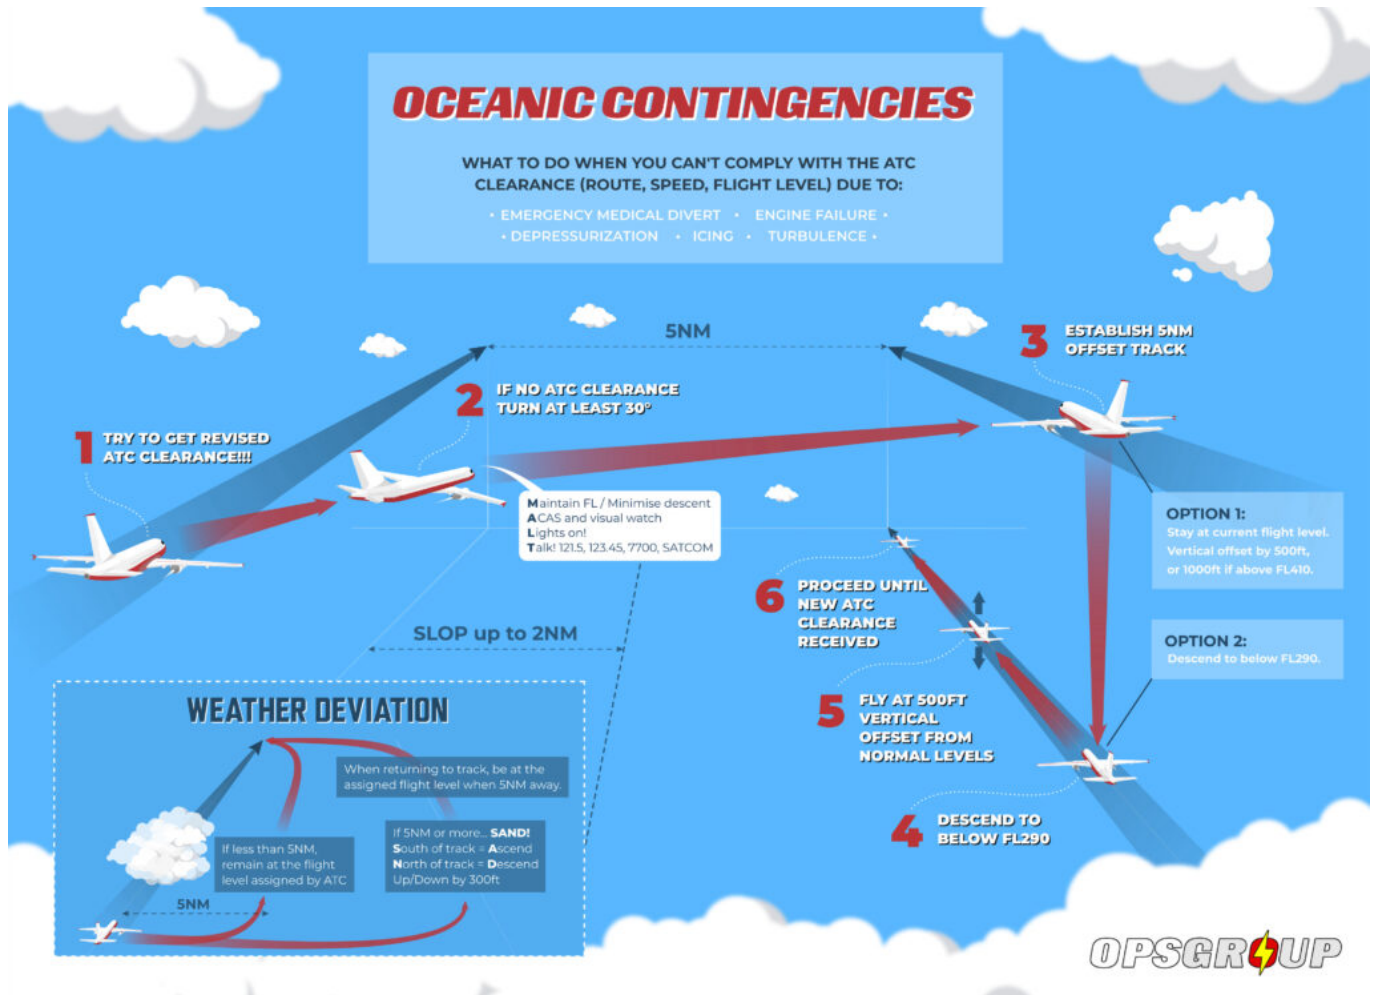 OCEANIC CONTINGENCIES
WHAT TO DO WHEN YOU CAN'T COMPLY WITH THE ATC
CLEARANCE (ROUTE, SPEED, FLIGHT LEVEL) DUE TO:
• EMERGENCY MEDICAL DIVERT • ENGINE FAILURE •
• DEPRESSURIZATION • ICING • TURBULENCE •
5NM
1
TRY TO GET REVISED
ATC CLEARANCE!!!
2
IF NO ATC CLEARANCE
TURN AT LEAST 30°
Maintain FL / Minimise descent
ACAS and visual watch
Lights on!
Talk! 121.5, 123.45, 7700, SATCOM
3
ESTABLISH 5NM
OFFSET TRACK
OPTION 1:
Stay at current flight level.
Vertical offset by 500ft,
or 1000ft if above FL410.
OPTION 2:
Descend to below FL290.
4
DESCEND TO
BELOW FL290
5
FLY AT 500FT
VERTICAL
OFFSET FROM
NORMAL LEVELS
6
PROCEED UNTIL
NEW ATC
CLEARANCE
RECEIVED
SLOP up to 2NM
WEATHER DEVIATION
When returning to track, be at the
assigned flight level when 5NM away.
If less than 5NM,
remain at the flight
level assigned by ATC
If 5NM or more... SAND!
South of track = Ascend
North of track = Descend
Up/Down by 300ft
5NM
OPSGROUP